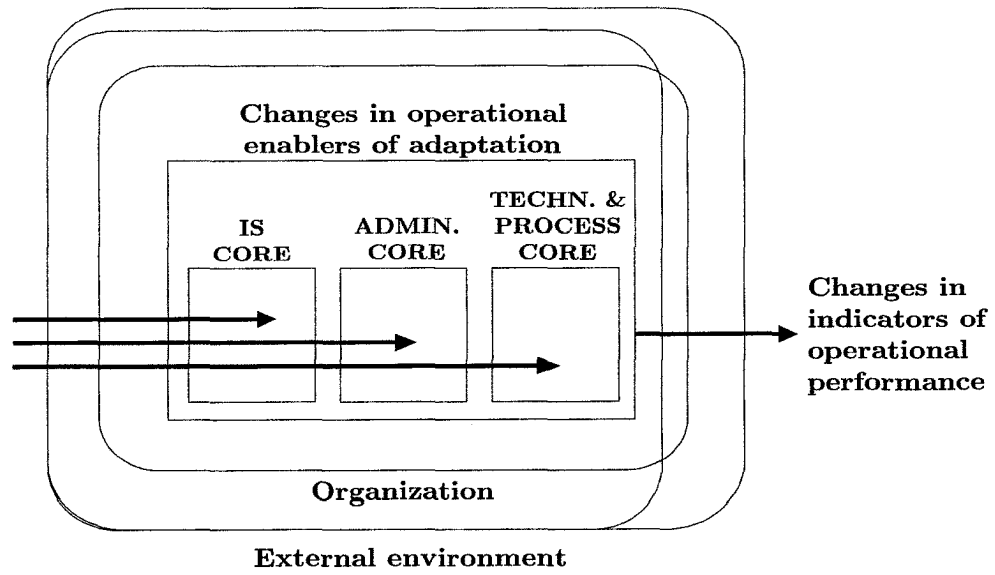 Changes in operational
enablers of adaptation
IS
CORE
ADMIN.
CORE
TECHN. &
PROCESS
CORE
Changes in
indicators of
operational
performance
Organization
External environment